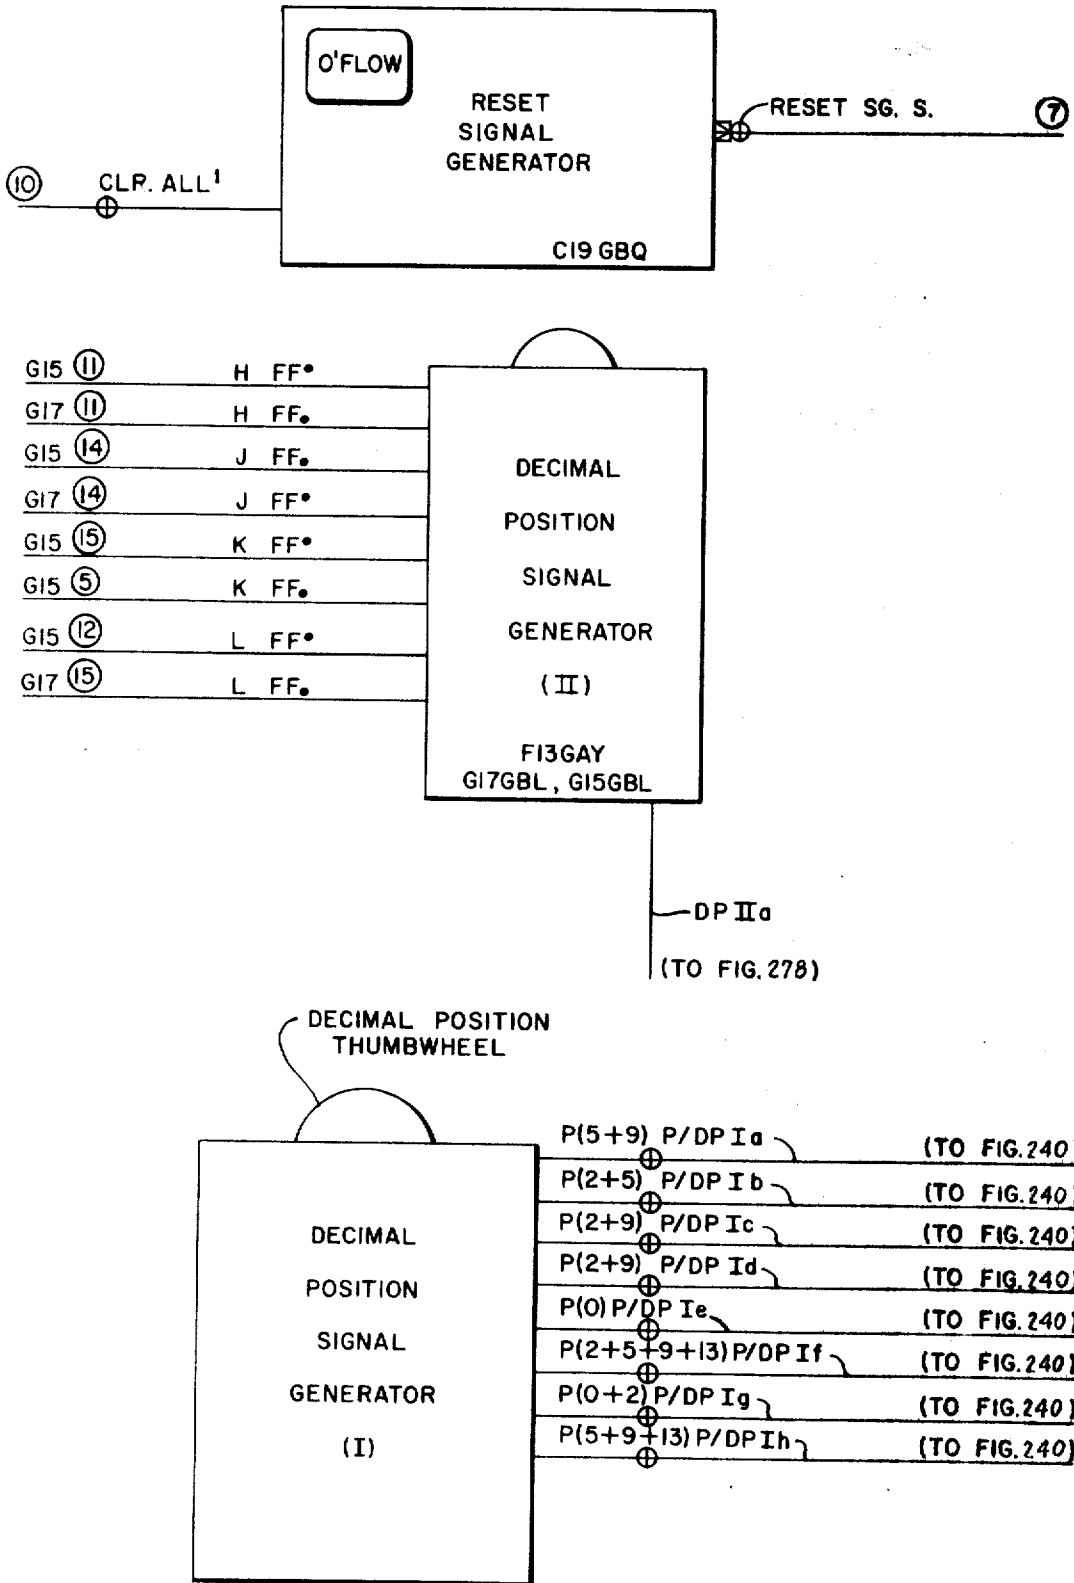 O'FLOW
RESET
SIGNAL
GENERATOR
C19 GBQ
RESET SG. S.
⑦
⑩
CLR. ALL¹
G15 ⑪ H FF•
G17 ⑪ H FF.
G15 ⑭ J FF.
G17 ⑭ J FF•
G15 ⑮ K FF•
G15 ⑤ K FF.
G15 ⑫ L FF•
G17 ⑮ L FF.
DECIMAL
POSITION
SIGNAL
GENERATOR
(II)
F13GAY
G17GBL, G15GBL
DP IIa
(TO FIG. 278)
DECIMAL POSITION
THUMBWHEEL
DECIMAL
POSITION
SIGNAL
GENERATOR
(I)
P(5+9) P/DP Ia (TO FIG. 240)
P(2+5) P/DP Ib (TO FIG. 240)
P(2+9) P/DP Ic (TO FIG. 240)
P(2+9) P/DP Id (TO FIG. 240)
P(0) P/DP Ie (TO FIG. 240)
P(2+5+9+13) P/DP If (TO FIG. 240)
P(0+2) P/DP Ig (TO FIG. 240)
P(5+9+13) P/DP Ih (TO FIG. 240)